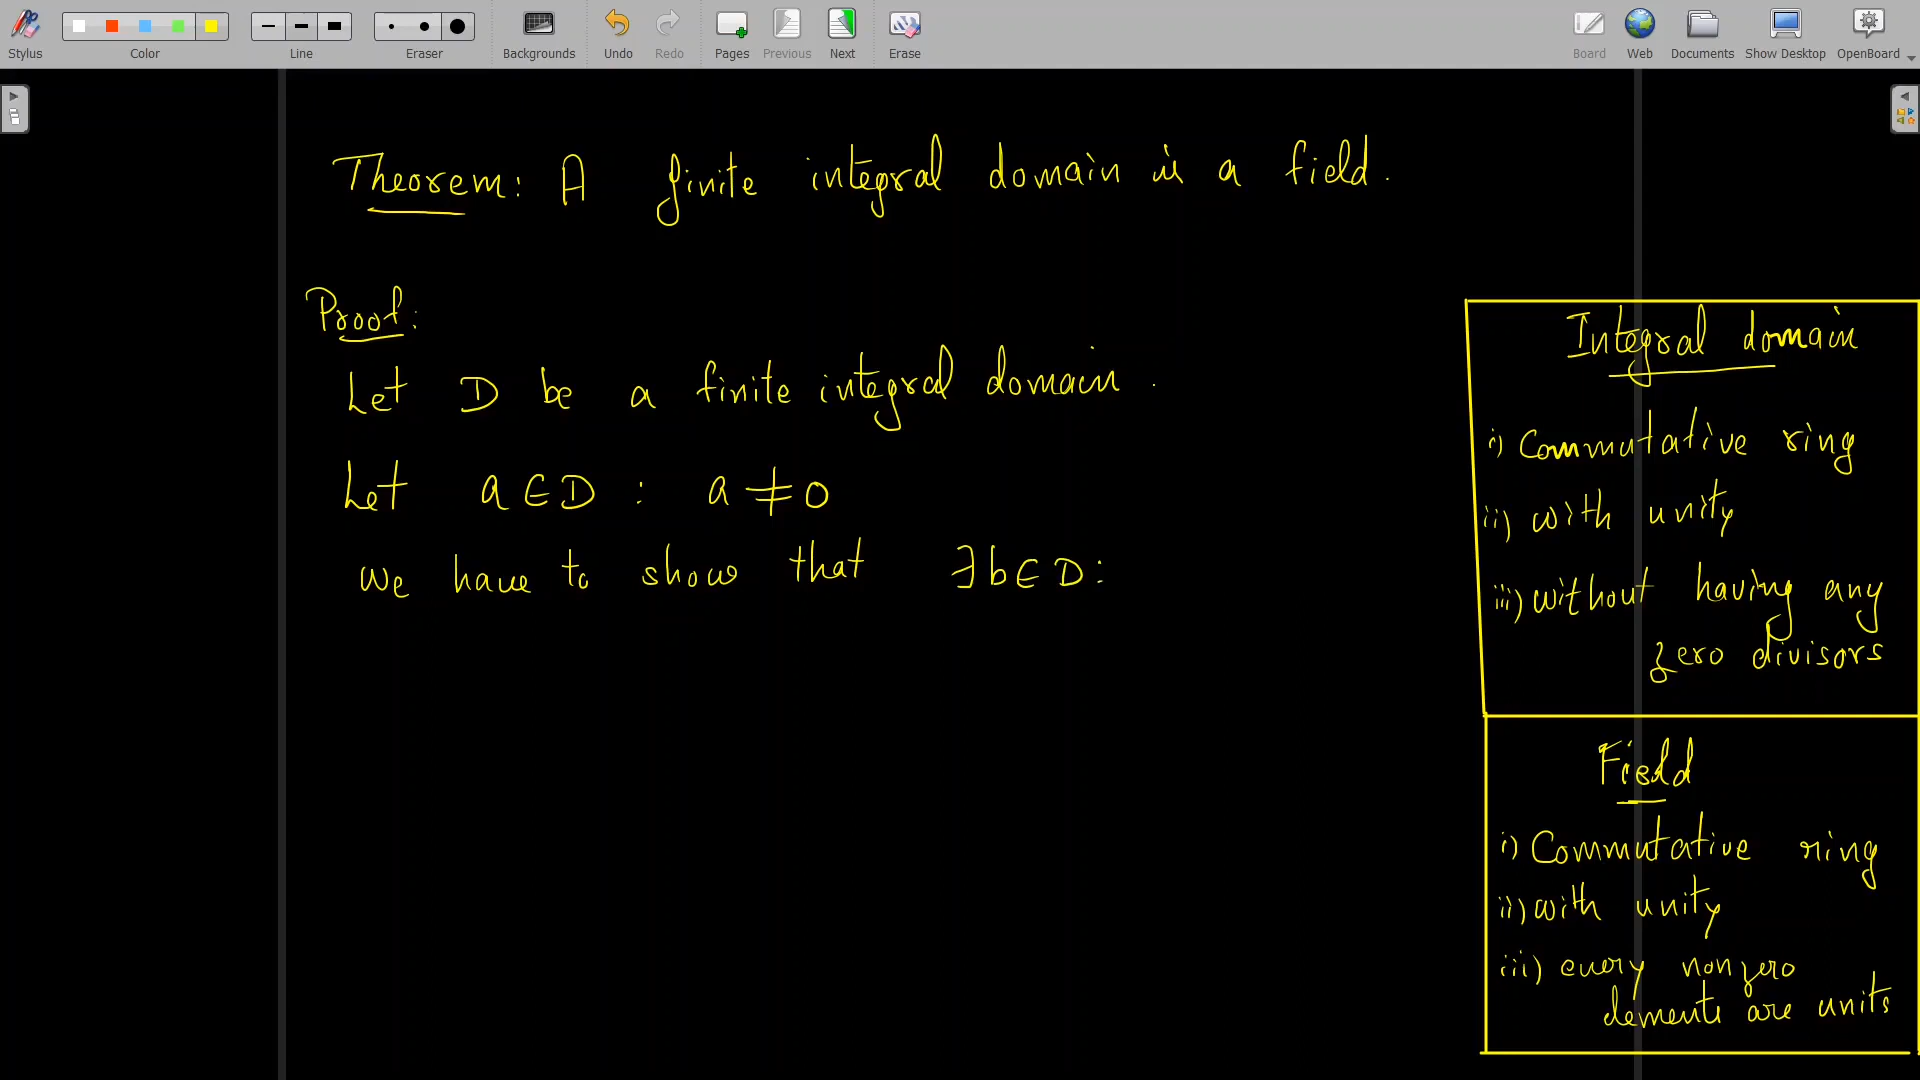 Stylus
Color
Line
Eraser
Backgrounds
Undo
Redo
Pages
Previous
Next
Erase
Board
Web
Documents
Show Desktop
OpenBoard
Theorem: A finite integral domain is a field.
Proof:
Let D be a finite integral domain.
Let a ∈ D : a ≠ 0
We have to show that ∃ b ∈ D :
Integral domain
i) Commutative ring
ii) with unity
iii) without having any
zero divisors
Field
i) Commutative ring
ii) with unity
iii) every nonzero
elements are units